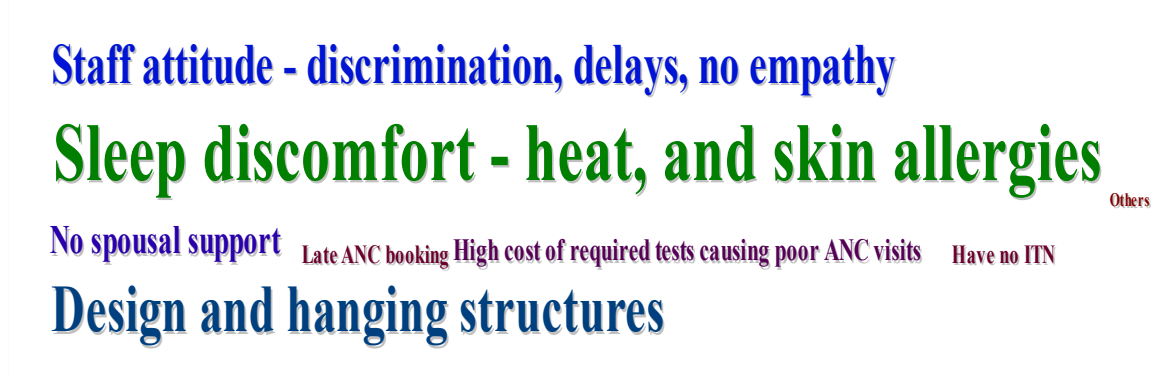 Staff attitude - discrimination, delays, no empathy
Sleep discomfort - heat, and skin allergies
Others
No spousal support
Late ANC booking
High cost of required tests causing poor ANC visits
Have no ITN
Design and hanging structures